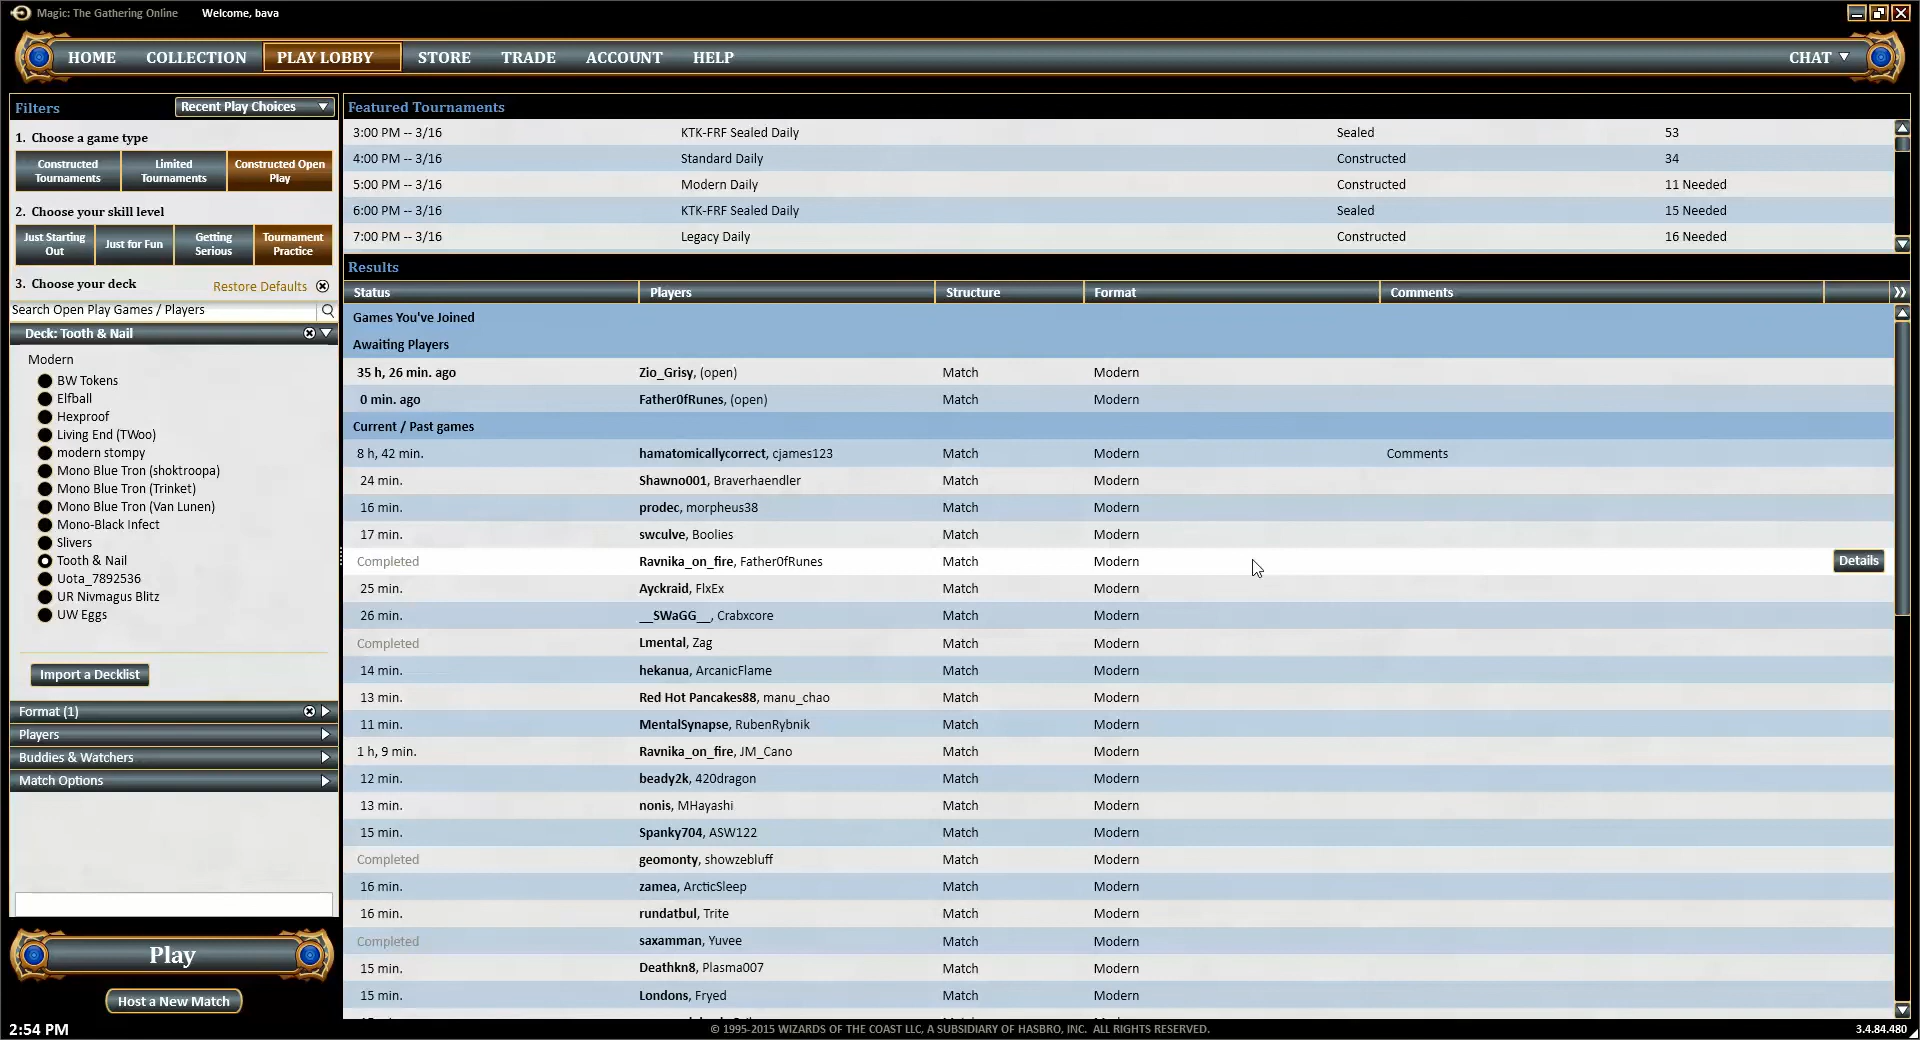 Magic: The Gathering Online Welcome, bava
HOME COLLECTION PLAY LOBBY STORE TRADE ACCOUNT HELP CHAT
Filters Recent Play Choices
1. Choose a game type
Constructed Tournaments Limited Tournaments Constructed Open Play
2. Choose your skill level
Just Starting Out Just for Fun Getting Serious Tournament Practice
3. Choose your deck Restore Defaults
Search Open Play Games / Players
Deck: Tooth & Nail
Modern
BW Tokens
Elfball
Hexproof
Living End (TWoo)
modern stompy
Mono Blue Tron (shoktroopa)
Mono Blue Tron (Trinket)
Mono Blue Tron (Van Lunen)
Mono-Black Infect
Slivers
Tooth & Nail
Uota_7892536
UR Nivmagus Blitz
UW Eggs
Import a Decklist
Format (1)
Players
Buddies & Watchers
Match Options
Play
Host a New Match
2:54 PM
Featured Tournaments
3:00 PM -- 3/16 KTK-FRF Sealed Daily Sealed 53
4:00 PM -- 3/16 Standard Daily Constructed 34
5:00 PM -- 3/16 Modern Daily Constructed 11 Needed
6:00 PM -- 3/16 KTK-FRF Sealed Daily Sealed 15 Needed
7:00 PM -- 3/16 Legacy Daily Constructed 16 Needed
Results
Status Players Structure Format Comments
Games You've Joined
Awaiting Players
35 h, 26 min. ago Zio_Grisy, (open) Match Modern
0 min. ago Father0fRunes, (open) Match Modern
Current / Past games
8 h, 42 min. hamatomicallycorrect, cjames123 Match Modern Comments
24 min. Shawno001, Braverhaendler Match Modern
16 min. prodec, morpheus38 Match Modern
17 min. swculve, Boolies Match Modern
Completed Ravnika_on_fire, Father0fRunes Match Modern Details
25 min. Ayckraid, FlxEx Match Modern
26 min. __SWaGG__, Crabxcore Match Modern
Completed Lmental, Zag Match Modern
14 min. hekanua, ArcanicFlame Match Modern
13 min. Red Hot Pancakes88, manu_chao Match Modern
11 min. MentalSynapse, RubenRybnik Match Modern
1 h, 9 min. Ravnika_on_fire, JM_Cano Match Modern
12 min. beady2k, 420dragon Match Modern
13 min. nonis, MHayashi Match Modern
15 min. Spanky704, ASW122 Match Modern
Completed geomonty, showzebluff Match Modern
16 min. zamea, ArcticSleep Match Modern
16 min. rundatbul, Trite Match Modern
Completed saxamman, Yuvee Match Modern
15 min. Deathkn8, Plasma007 Match Modern
15 min. Londons, Fryed Match Modern
© 1995-2015 WIZARDS OF THE COAST LLC, A SUBSIDIARY OF HASBRO, INC. ALL RIGHTS RESERVED.
3.4.84.480